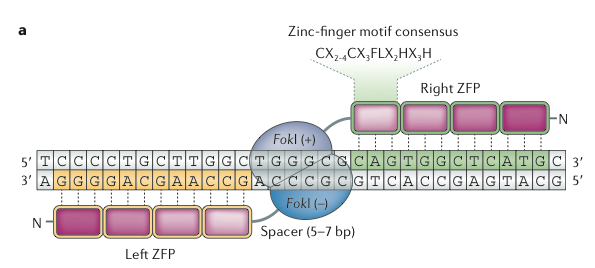 a
Zinc-finger motif consensus
CX₂₋₄CX₃FLX₂HX₃H
Right ZFP
FokI (+)
N
5′ T C C C C T G C T T G G C T G G G C G C A G T G G C T C A T G C 3′
3′ A G G G G A C G A A C C G A C C C G C G T C A C C G A G T A C G 5′
FokI (–)
N
Spacer (5–7 bp)
Left ZFP